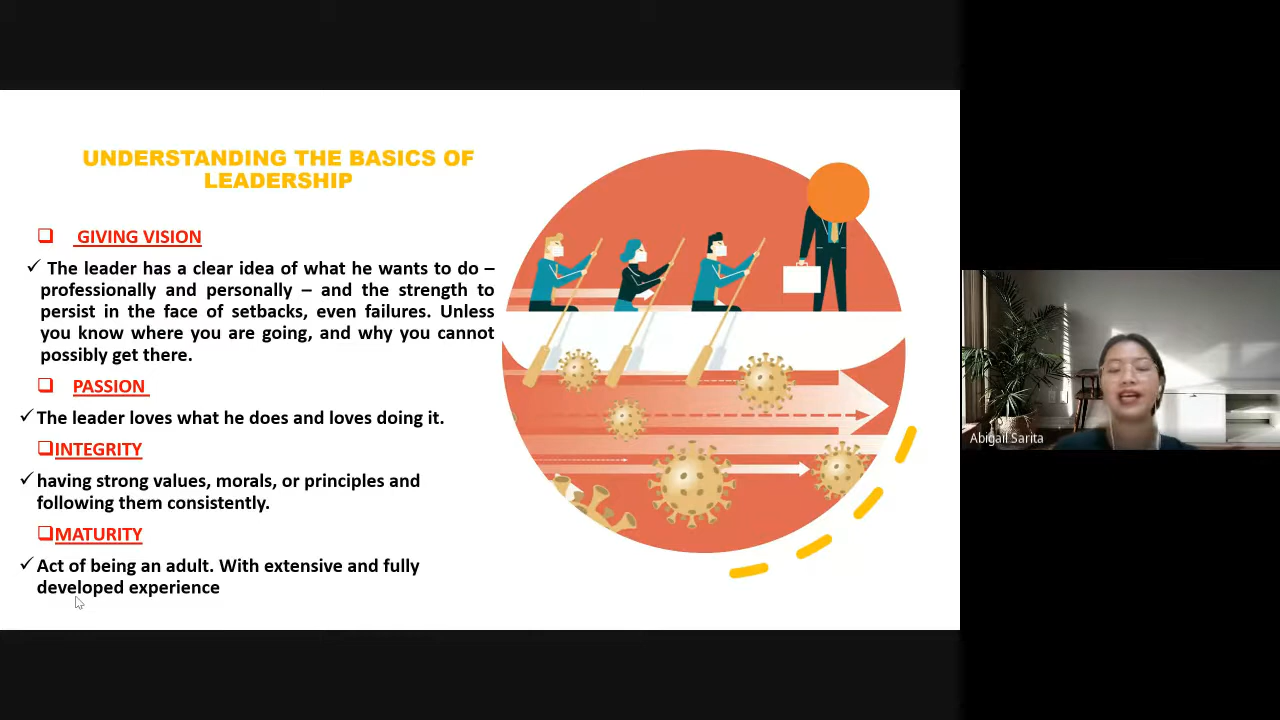 UNDERSTANDING THE BASICS OF
LEADERSHIP
GIVING VISION
The leader has a clear idea of what he wants to do –
professionally and personally – and the strength to
persist in the face of setbacks, even failures. Unless
you know where you are going, and why you cannot
possibly get there.
PASSION
The leader loves what he does and loves doing it.
INTEGRITY
having strong values, morals, or principles and
following them consistently.
MATURITY
Act of being an adult. With extensive and fully
developed experience
Abigail Sarita